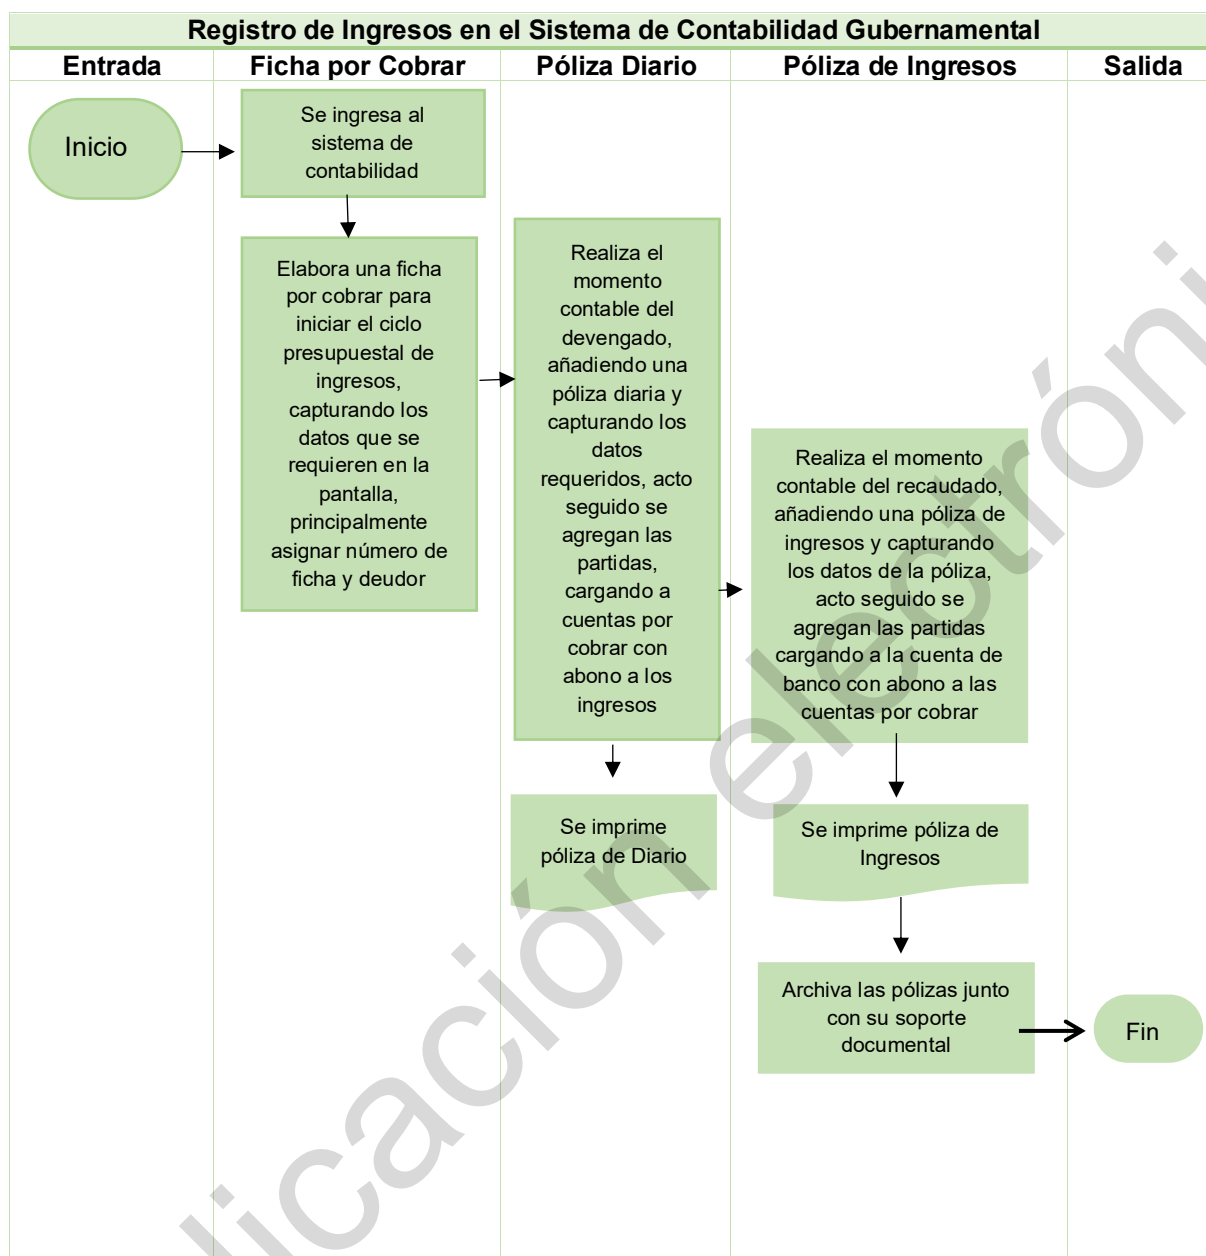 Registro de Ingresos en el Sistema de Contabilidad Gubernamental
Entrada
Ficha por Cobrar
Póliza Diario
Póliza de Ingresos
Salida
Inicio
Se ingresa al
sistema de
contabilidad
Elabora una ficha
por cobrar para
iniciar el ciclo
presupuestal de
ingresos,
capturando los
datos que se
requieren en la
pantalla,
principalmente
asignar número de
ficha y deudor
Realiza el
momento
contable del
devengado,
añadiendo una
póliza diaria y
capturando los
datos
requeridos, acto
seguido se
agregan las
partidas,
cargando a
cuentas por
cobrar con
abono a los
ingresos
Realiza el momento
contable del recaudado,
añadiendo una póliza de
ingresos y capturando
los datos de la póliza,
acto seguido se
agregan las partidas
cargando a la cuenta de
banco con abono a las
cuentas por cobrar
Se imprime
póliza de Diario
Se imprime póliza de
Ingresos
Archiva las pólizas junto
con su soporte
documental
Fin
licación electróni